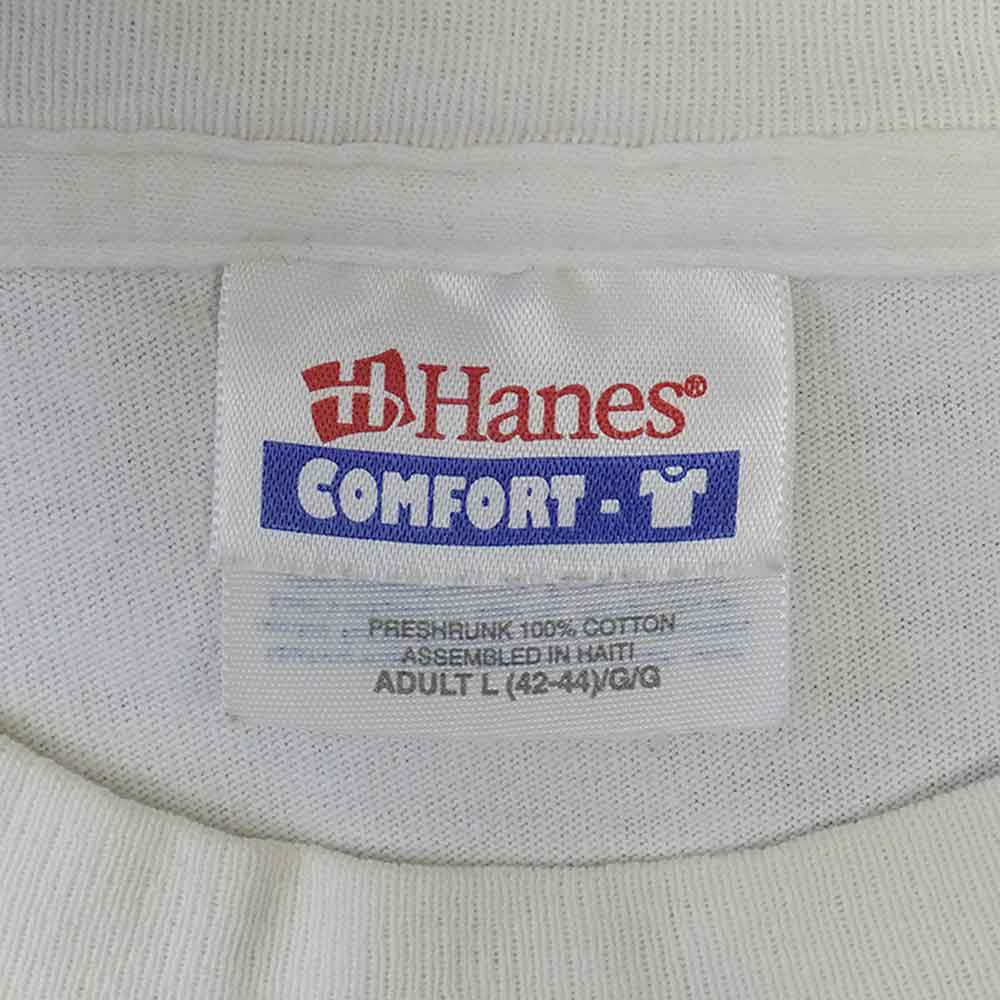 H Hanes®
COMFORT -
PRESHRUNK 100% COTTON
ASSEMBLED IN HAITI
ADULT L (42-44)/G/G